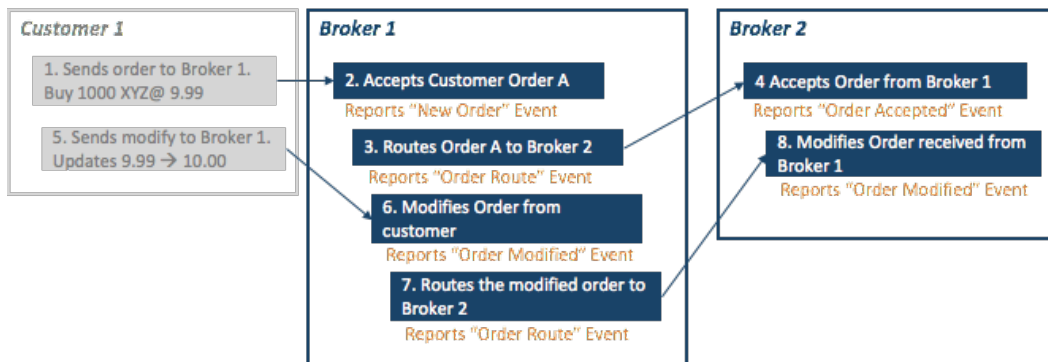 Customer 1
1. Sends order to Broker 1.
Buy 1000 XYZ@ 9.99
5. Sends modify to Broker 1.
Updates 9.99 → 10.00
Broker 1
2. Accepts Customer Order A
Reports "New Order" Event
3. Routes Order A to Broker 2
Reports "Order Route" Event
6. Modifies Order from
customer
Reports "Order Modified" Event
7. Routes the modified order to
Broker 2
Reports "Order Route" Event
Broker 2
4 Accepts Order from Broker 1
Reports "Order Accepted" Event
8. Modifies Order received from
Broker 1
Reports "Order Modified" Event